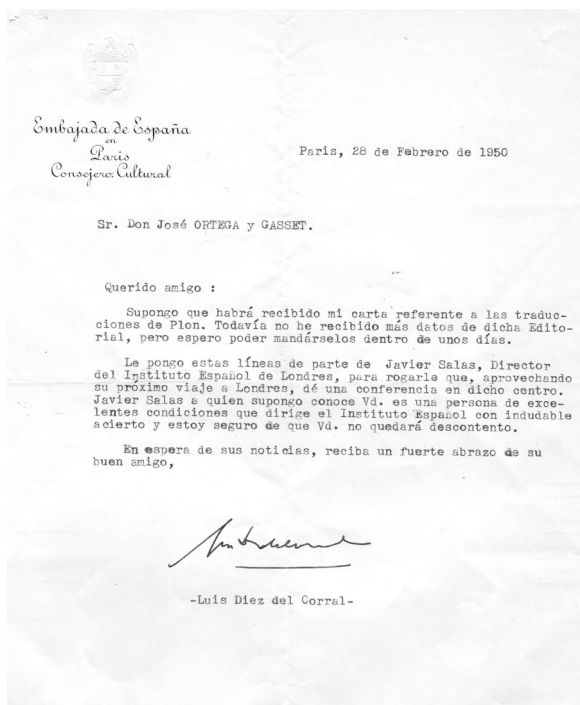 Embajada de España
en
París
Consejero Cultural
Paris, 28 de Febrero de 1950
Sr. Don José ORTEGA y GASSET.
Querido amigo :
Supongo que habrá recibido mi carta referente a las traduc-
ciones de Plon. Todavía no he recibido más datos de dicha Edito-
rial, pero espero poder mandárselos dentro de unos días.
Le pongo estas líneas de parte de Javier Salas, Director
del Instituto Español de Londres, para rogarle que, aprovechando
su próximo viaje a Londres, dé una conferencia en dicho centro.
Javier Salas a quien supongo conoce Vd. es una persona de exce-
lentes condiciones que dirige el Instituto Español con indudable
acierto y estoy seguro de que Vd. no quedará descontento.
En espera de sus noticias, reciba un fuerte abrazo de su
buen amigo,
-Luis Diez del Corral-